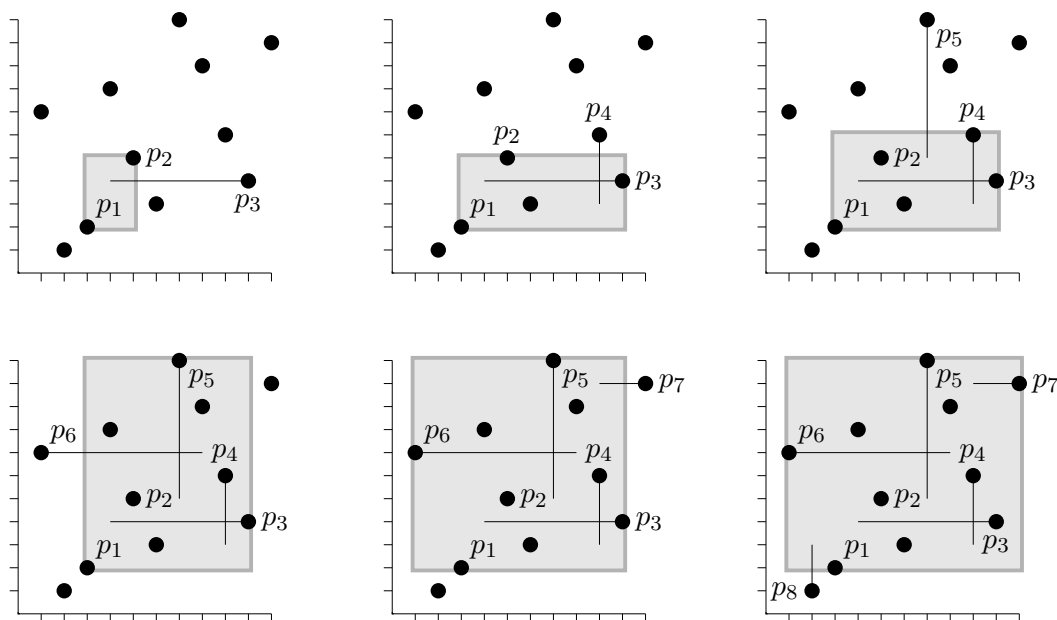 p₁ p₂ p₃
p₁ p₂ p₃ p₄
p₁ p₂ p₃ p₄ p₅
p₁ p₂ p₃ p₄ p₅ p₆
p₁ p₂ p₃ p₄ p₅ p₆ p₇
p₁ p₂ p₃ p₄ p₅ p₆ p₇ p₈